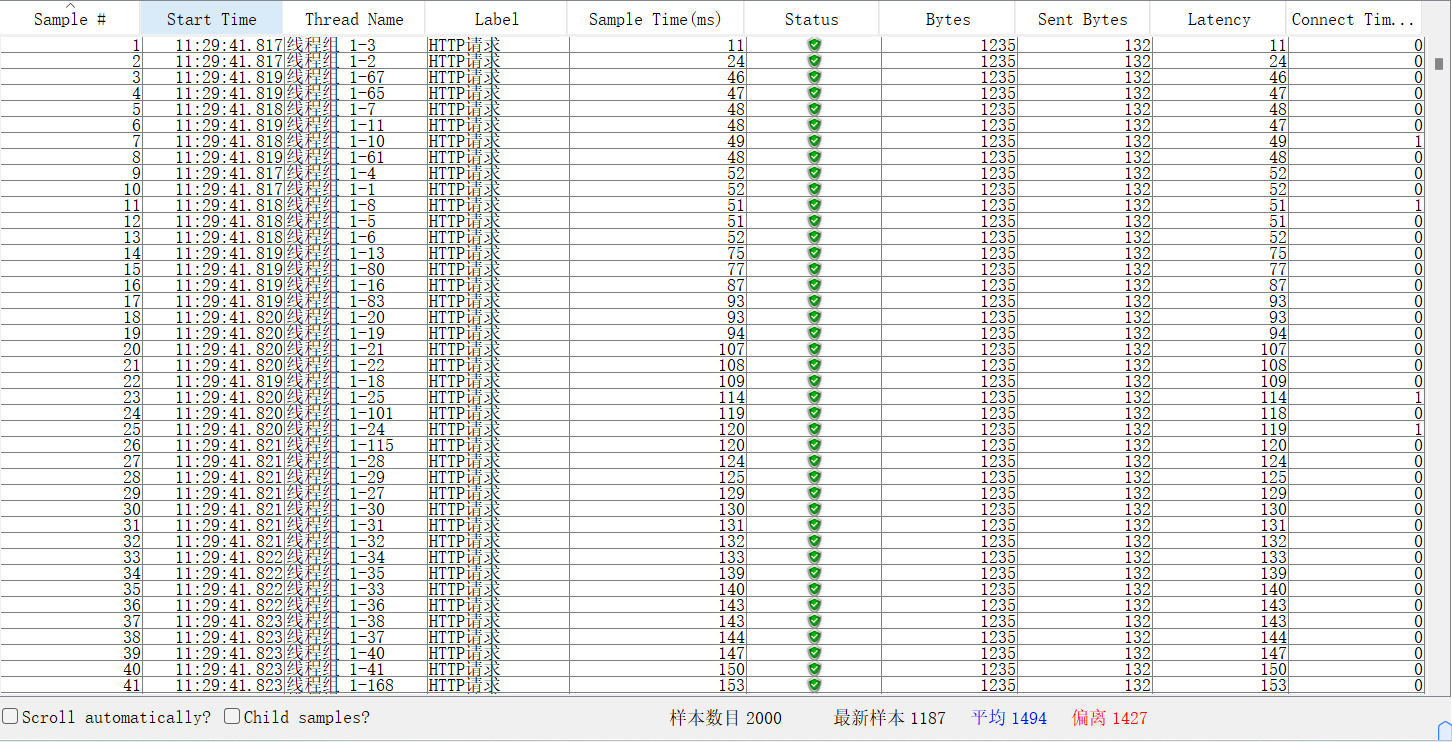 Sample # Start Time Thread Name Label Sample Time(ms) Status Bytes Sent Bytes Latency Connect Tim...
1 11:29:41.817 线程组 1-3 HTTP请求 11 1235 132 11 0
2 11:29:41.817 线程组 1-2 HTTP请求 24 1235 132 24 0
3 11:29:41.819 线程组 1-67 HTTP请求 46 1235 132 46 0
4 11:29:41.819 线程组 1-65 HTTP请求 47 1235 132 47 0
5 11:29:41.818 线程组 1-7 HTTP请求 48 1235 132 48 0
6 11:29:41.819 线程组 1-11 HTTP请求 48 1235 132 47 0
7 11:29:41.818 线程组 1-10 HTTP请求 49 1235 132 49 1
8 11:29:41.819 线程组 1-61 HTTP请求 48 1235 132 48 0
9 11:29:41.817 线程组 1-4 HTTP请求 52 1235 132 52 0
10 11:29:41.817 线程组 1-1 HTTP请求 52 1235 132 52 0
11 11:29:41.818 线程组 1-8 HTTP请求 51 1235 132 51 1
12 11:29:41.818 线程组 1-5 HTTP请求 51 1235 132 51 0
13 11:29:41.818 线程组 1-6 HTTP请求 52 1235 132 52 0
14 11:29:41.819 线程组 1-13 HTTP请求 75 1235 132 75 0
15 11:29:41.819 线程组 1-80 HTTP请求 77 1235 132 77 0
16 11:29:41.819 线程组 1-16 HTTP请求 87 1235 132 87 0
17 11:29:41.819 线程组 1-83 HTTP请求 93 1235 132 93 0
18 11:29:41.820 线程组 1-20 HTTP请求 93 1235 132 93 0
19 11:29:41.820 线程组 1-19 HTTP请求 94 1235 132 94 0
20 11:29:41.820 线程组 1-21 HTTP请求 107 1235 132 107 0
21 11:29:41.820 线程组 1-22 HTTP请求 108 1235 132 108 0
22 11:29:41.819 线程组 1-18 HTTP请求 109 1235 132 109 0
23 11:29:41.820 线程组 1-25 HTTP请求 114 1235 132 114 1
24 11:29:41.820 线程组 1-101 HTTP请求 119 1235 132 118 0
25 11:29:41.820 线程组 1-24 HTTP请求 120 1235 132 119 1
26 11:29:41.821 线程组 1-115 HTTP请求 120 1235 132 120 0
27 11:29:41.821 线程组 1-28 HTTP请求 124 1235 132 124 0
28 11:29:41.821 线程组 1-29 HTTP请求 125 1235 132 125 0
29 11:29:41.821 线程组 1-27 HTTP请求 129 1235 132 129 0
30 11:29:41.821 线程组 1-30 HTTP请求 130 1235 132 130 0
31 11:29:41.821 线程组 1-31 HTTP请求 131 1235 132 131 0
32 11:29:41.821 线程组 1-32 HTTP请求 132 1235 132 132 0
33 11:29:41.822 线程组 1-34 HTTP请求 133 1235 132 133 0
34 11:29:41.822 线程组 1-35 HTTP请求 139 1235 132 139 0
35 11:29:41.822 线程组 1-33 HTTP请求 140 1235 132 140 0
36 11:29:41.822 线程组 1-36 HTTP请求 143 1235 132 143 0
37 11:29:41.823 线程组 1-38 HTTP请求 143 1235 132 143 0
38 11:29:41.823 线程组 1-37 HTTP请求 144 1235 132 144 0
39 11:29:41.823 线程组 1-40 HTTP请求 147 1235 132 147 0
40 11:29:41.823 线程组 1-41 HTTP请求 150 1235 132 150 0
41 11:29:41.823 线程组 1-168 HTTP请求 153 1235 132 153 0
Scroll automatically? Child samples? 样本数目 2000 最新样本 1187 平均 1494 偏离 1427